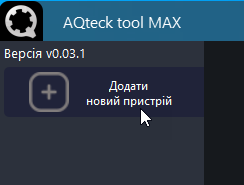 AQteck tool MAX
Версія v0.03.1
Додати
новий пристрій